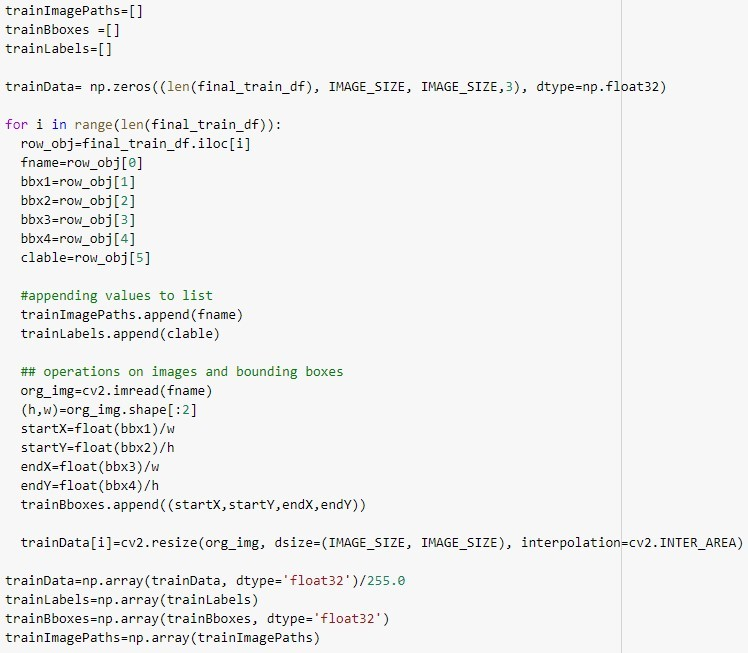 trainImagePaths=[]
trainBboxes =[]
trainLabels=[]

trainData= np.zeros((len(final_train_df), IMAGE_SIZE, IMAGE_SIZE,3), dtype=np.float32)

for i in range(len(final_train_df)):
  row_obj=final_train_df.iloc[i]
  fname=row_obj[0]
  bbx1=row_obj[1]
  bbx2=row_obj[2]
  bbx3=row_obj[3]
  bbx4=row_obj[4]
  clable=row_obj[5]

  #appending values to list
  trainImagePaths.append(fname)
  trainLabels.append(clable)

  ## operations on images and bounding boxes
  org_img=cv2.imread(fname)
  (h,w)=org_img.shape[:2]
  startX=float(bbx1)/w
  startY=float(bbx2)/h
  endX=float(bbx3)/w
  endY=float(bbx4)/h
  trainBboxes.append((startX,startY,endX,endY))

  trainData[i]=cv2.resize(org_img, dsize=(IMAGE_SIZE, IMAGE_SIZE), interpolation=cv2.INTER_AREA)

trainData=np.array(trainData, dtype='float32')/255.0
trainLabels=np.array(trainLabels)
trainBboxes=np.array(trainBboxes, dtype='float32')
trainImagePaths=np.array(trainImagePaths)